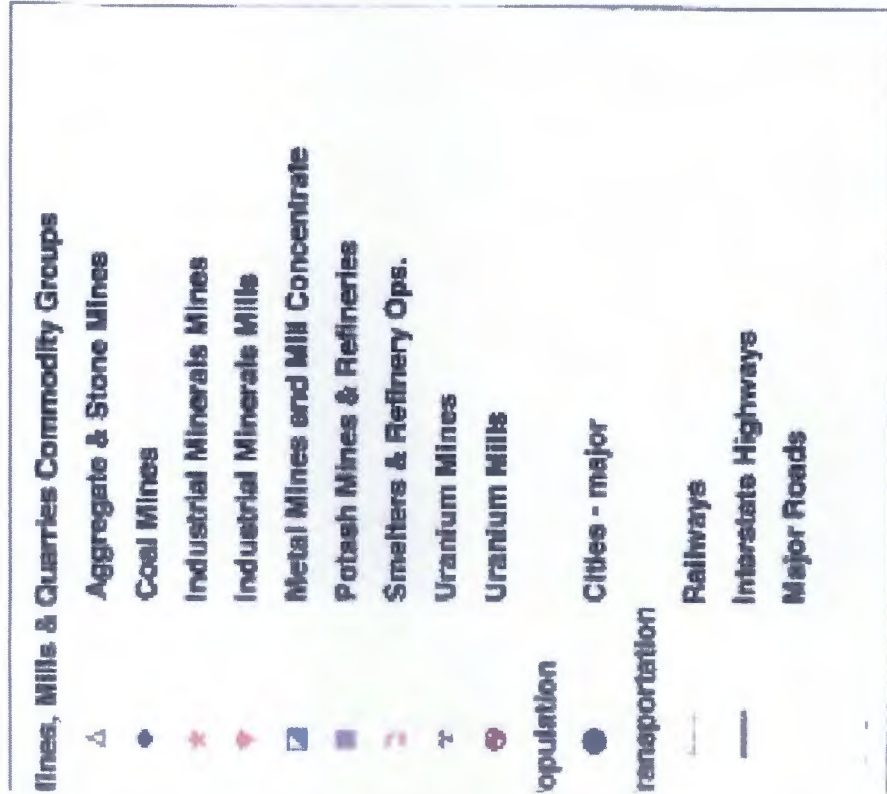 lines, Mills & Quarries Commodity Groups
Aggregate & Stone Mines
Coal Mines
Industrial Minerals Mines
Industrial Minerals Mills
Metal Mines and Mill Concentrate
Potash Mines & Refineries
Smelters & Refinery Ops.
Uranium Mines
Uranium Mills
opulation
Cities - major
ransportation
Railways
Interstate Highways
Major Roads